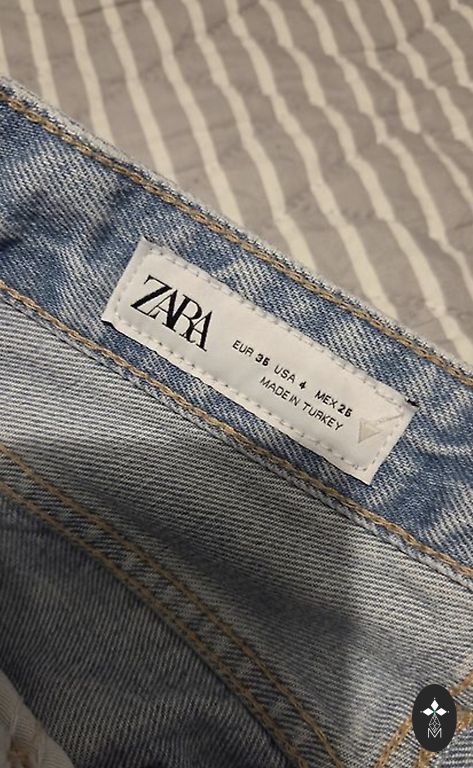 ZARA
EUR 36 USA 4 MEX 26
MADE IN TURKEY
M